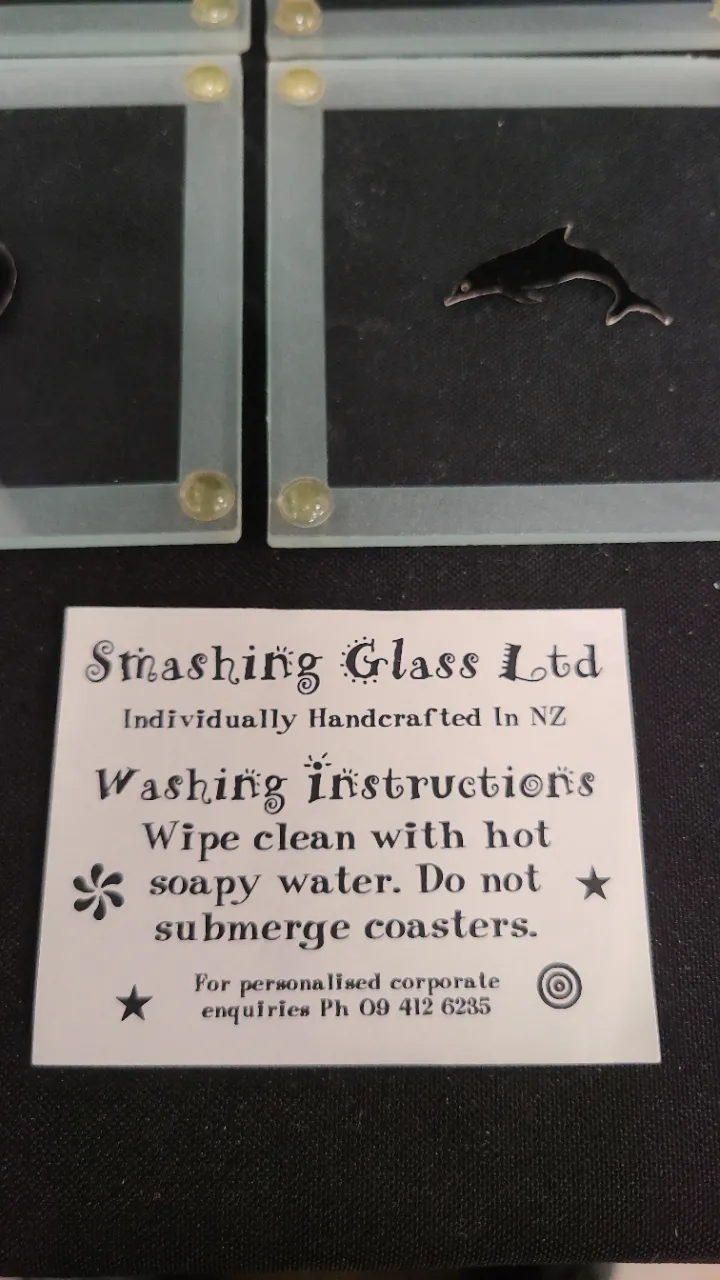 Smashing Glass Ltd
Individually Handcrafted In NZ
Washing instructions
Wipe clean with hot
soapy water. Do not
submerge coasters.
For personalised corporate
enquiries Ph 09 412 6235